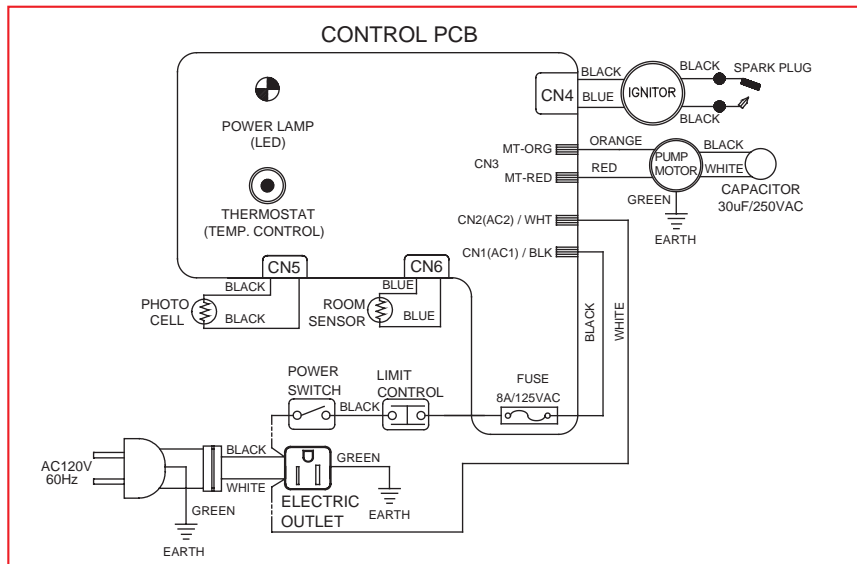 CONTROL PCB
POWER LAMP
(LED)
THERMOSTAT
(TEMP. CONTROL)
CN4
BLACK
BLUE
IGNITOR
BLACK
BLACK
SPARK PLUG
MT-ORG
CN3
MT-RED
ORANGE
RED
PUMP
MOTOR
BLACK
WHITE
CAPACITOR
30uF/250VAC
GREEN
EARTH
CN2(AC2) / WHT
CN1(AC1) / BLK
CN5
CN6
BLACK
BLACK
PHOTO
CELL
BLUE
BLUE
ROOM
SENSOR
BLACK
WHITE
POWER
SWITCH
BLACK
LIMIT
CONTROL
FUSE
8A/125VAC
AC120V
60Hz
BLACK
WHITE
GREEN
EARTH
GREEN
EARTH
ELECTRIC
OUTLET